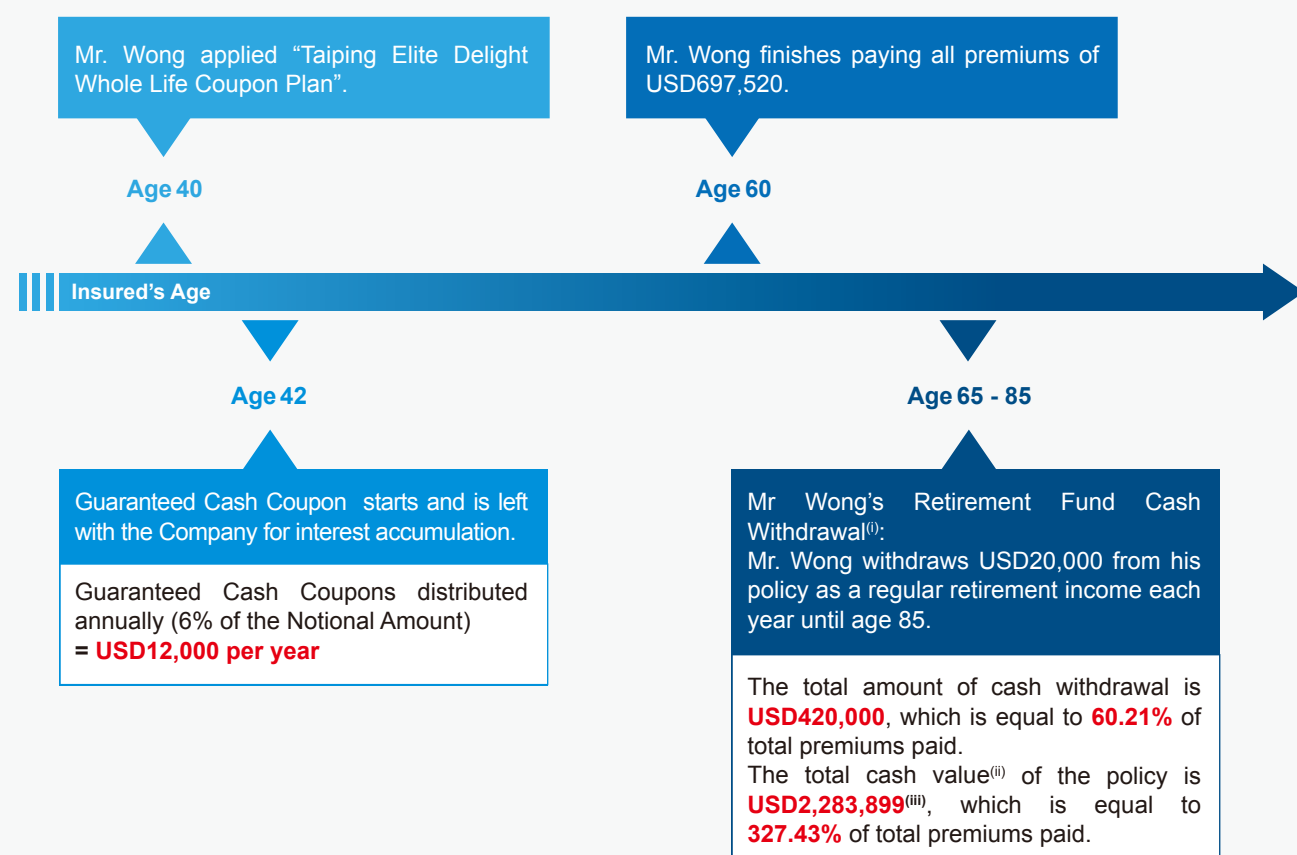 Mr. Wong applied “Taiping Elite Delight
Whole Life Coupon Plan”.
Mr. Wong finishes paying all premiums of
USD697,520.
Age 40
Age 60
Insured’s Age
Age 42
Age 65 - 85
Guaranteed Cash Coupon starts and is left
with the Company for interest accumulation.
Guaranteed Cash Coupons distributed
annually (6% of the Notional Amount)
= USD12,000 per year
Mr Wong’s Retirement Fund Cash
Withdrawal(i):
Mr. Wong withdraws USD20,000 from his
policy as a regular retirement income each
year until age 85.
The total amount of cash withdrawal is
USD420,000, which is equal to 60.21% of
total premiums paid.
The total cash value(ii) of the policy is
USD2,283,899(iii), which is equal to
327.43% of total premiums paid.